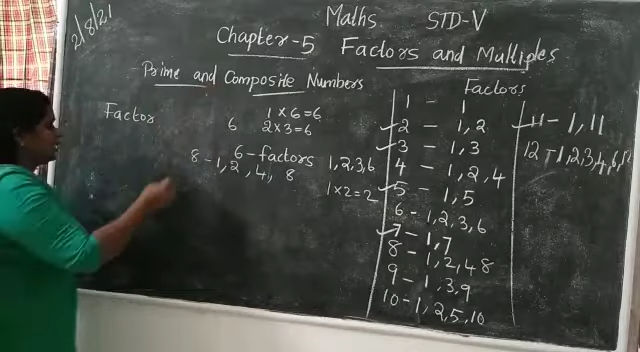 2/8/21
Maths STD-V
Chapter-5 Factors and Multiples
Prime and Composite Numbers
Factor
1 x 6 = 6
6 2 x 3 = 6
6 - factors 1, 2, 3, 6
8 - 1, 2, 4, 8
1 x 2 = 2
Factors
1 - 1
✓2 - 1, 2
✓3 - 1, 3
4 - 1, 2, 4
✓5 - 1, 5
6 - 1, 2, 3, 6
✓7 - 1, 7
8 - 1, 2, 4 8
9 - 1, 3, 9
10 - 1, 2, 5, 10
✓11 - 1, 11
12 - 1, 2, 3, 4, 6, 12